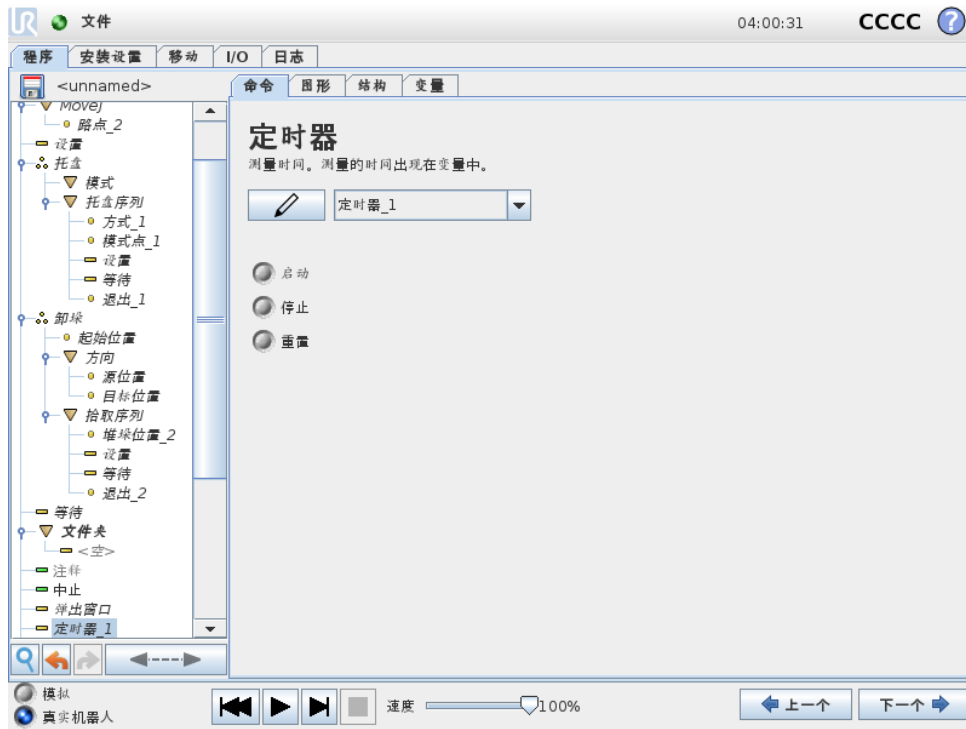 UR 文件 04:00:31 CCCC ?
程序 安装设置 移动 I/O 日志
<unnamed>
命令 图形 结构 变量
MoveJ
路点_2
设置
托盘
模式
托盘序列
方式_1
模式点_1
设置
等待
退出_1
卸垛
起始位置
方向
源位置
目标位置
拾取序列
堆垛位置_2
设置
等待
退出_2
等待
文件夹
<空>
注释
中止
弹出窗口
定时器_1
定时器
测量时间。测量的时间出现在变量中。
定时器_1
启动
停止
重置
模拟
真实机器人
速度 100%
上一个 下一个